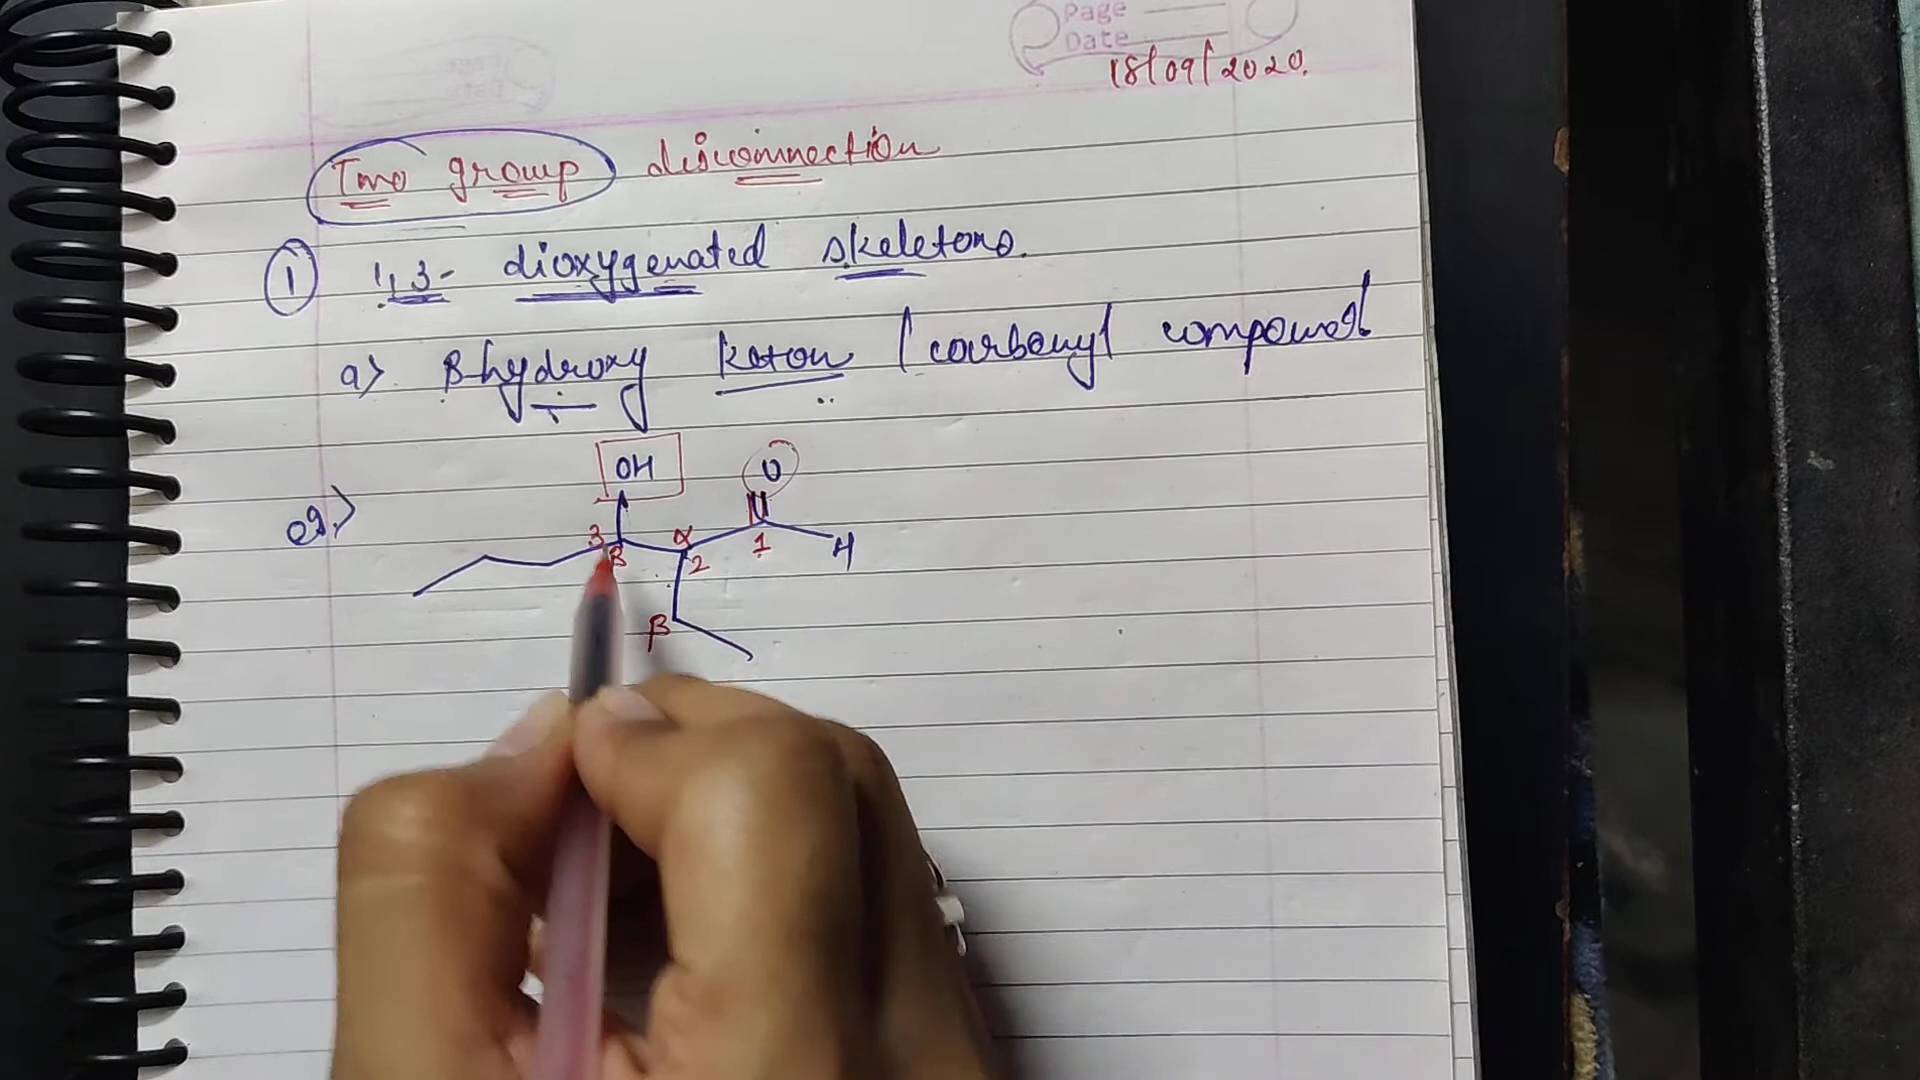 Page
Date
18/09/2020.
Two group disconnection
① 1,3- dioxygenated skeletons.
a> β hydroxy keton / carbonyl compound
eg.>
OH O
3 β α 2 1 H
β